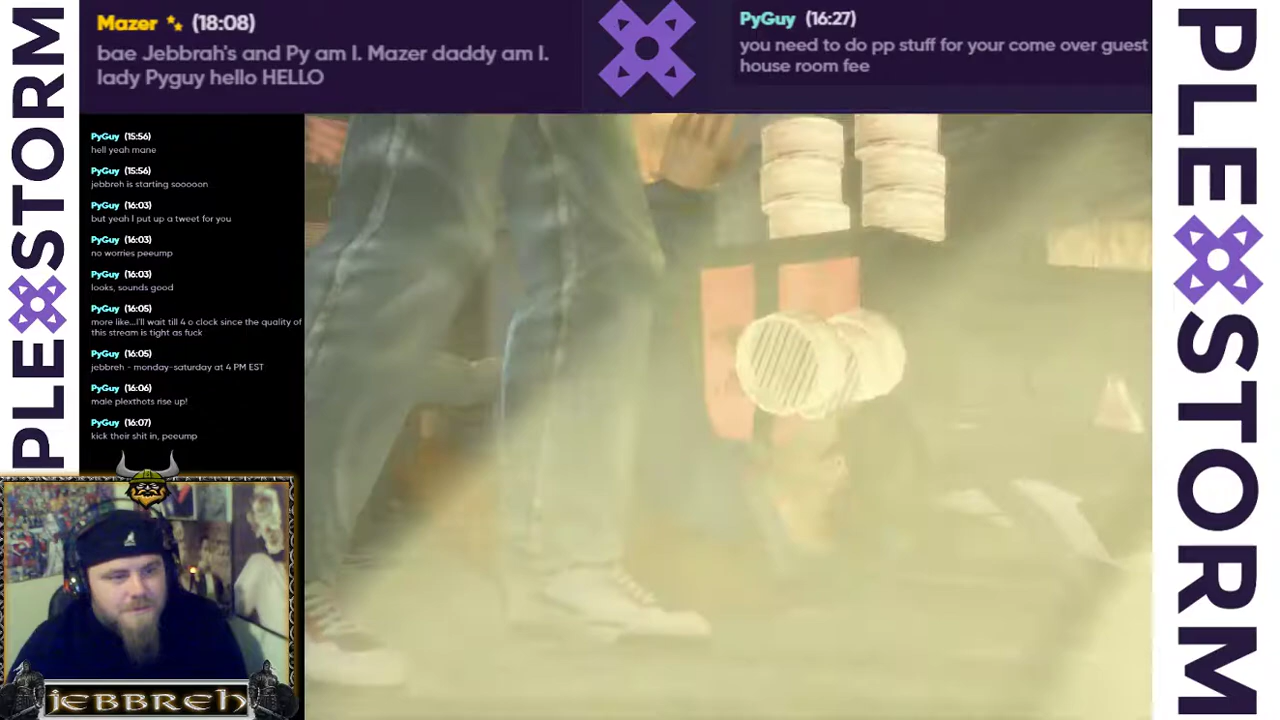 PLEXSTORM
Mazer (18:08)
bae Jebbrah's and Py am I. Mazer daddy am I.
lady Pyguy hello HELLO
PyGuy (16:27)
you need to do pp stuff for your come over guest
house room fee
PyGuy (15:56)
hell yeah mane
PyGuy (15:56)
jebbreh is starting sooooon
PyGuy (16:03)
but yeah I put up a tweet for you
PyGuy (16:03)
no worries peeump
PyGuy (16:03)
looks, sounds good
PyGuy (16:05)
more like...I'll wait till 4 o clock since the quality of
this stream is tight as fuck
PyGuy (16:05)
jebbreh - monday-saturday at 4 PM EST
PyGuy (16:06)
male plexthots rise up!
PyGuy (16:07)
kick their shit in, peeump
JEBBREH
PLEXSTORM